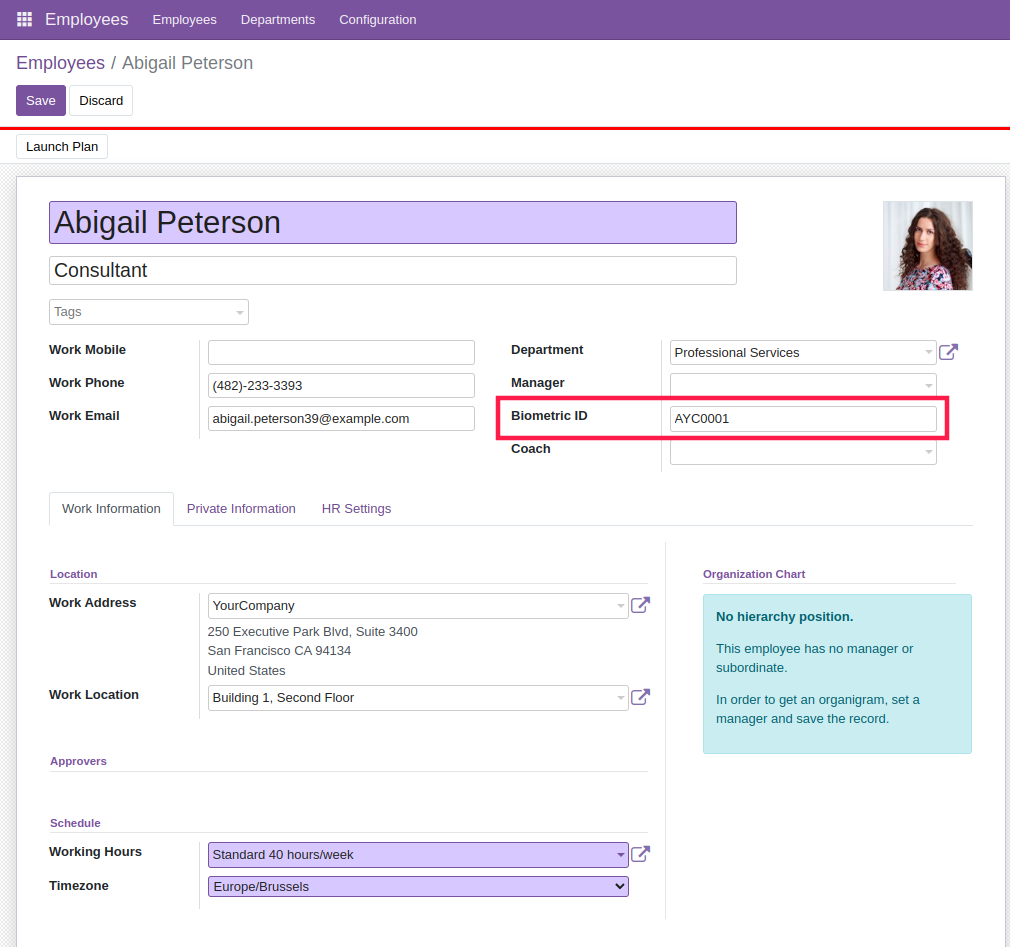 Employees Employees Departments Configuration
Employees / Abigail Peterson
Save Discard
Launch Plan
Abigail Peterson
Consultant
Tags
Work Mobile
Work Phone (482)-233-3393
Work Email abigail.peterson39@example.com
Department Professional Services
Manager
Biometric ID AYC0001
Coach
Work Information Private Information HR Settings
Location
Work Address YourCompany
250 Executive Park Blvd, Suite 3400
San Francisco CA 94134
United States
Work Location Building 1, Second Floor
Approvers
Schedule
Working Hours Standard 40 hours/week
Timezone Europe/Brussels
Organization Chart
No hierarchy position.
This employee has no manager or
subordinate.
In order to get an organigram, set a
manager and save the record.